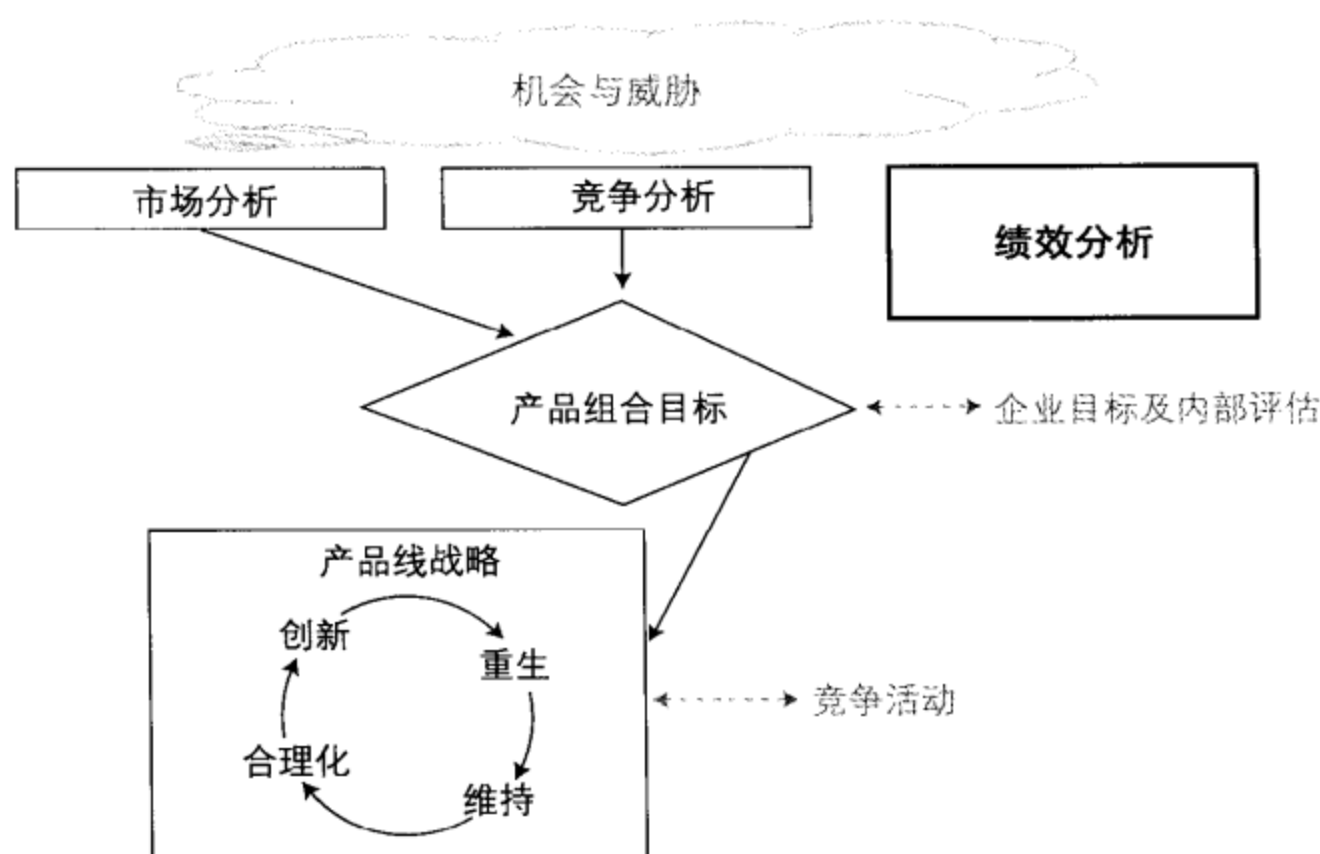 机会与威胁
市场分析
竞争分析
绩效分析
产品组合目标
企业目标及内部评估
产品线战略
创新
重生
合理化
维持
竞争活动